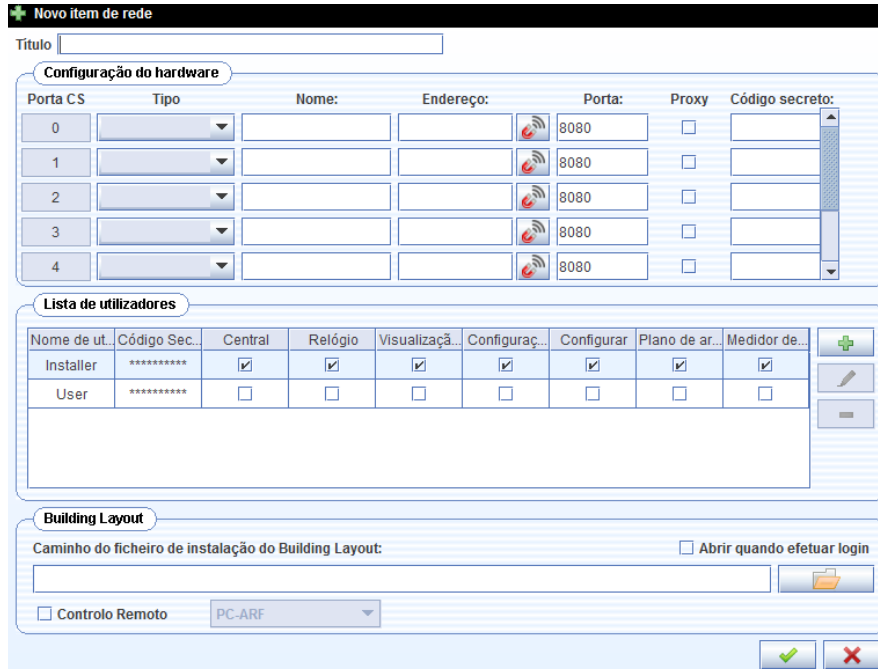 Novo item de rede
Título
Configuração do hardware
Porta CS Tipo Nome: Endereço: Porta: Proxy Código secreto:
0 8080
1 8080
2 8080
3 8080
4 8080
Lista de utilizadores
Nome de ut... Código Sec... Central Relógio Visualizaçã... Configuraç... Configurar Plano de ar... Medidor de...
Installer **********
User **********
Building Layout
Caminho do ficheiro de instalação do Building Layout: Abrir quando efetuar login
Controlo Remoto PC-ARF